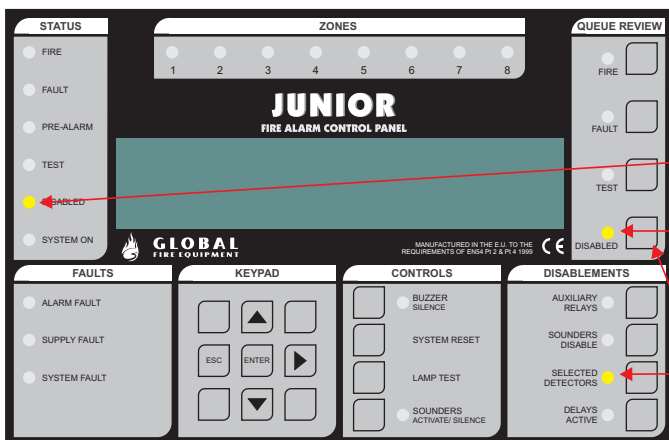 STATUS
FIRE
FAULT
PRE-ALARM
TEST
DISABLED
SYSTEM ON
ZONES
1 2 3 4 5 6 7 8
JUNIOR
FIRE ALARM CONTROL PANEL
GLOBAL
FIRE EQUIPMENT
MANUFACTURED IN THE E.U. TO THE
REQUIREMENTS OF EN54 Pt 2 & Pt 4 1999
CE
QUEUE REVIEW
FIRE
FAULT
TEST
DISABLED
FAULTS
ALARM FAULT
SUPPLY FAULT
SYSTEM FAULT
KEYPAD
ESC
ENTER
CONTROLS
BUZZER
SILENCE
SYSTEM RESET
LAMP TEST
SOUNDERS
ACTIVATE/ SILENCE
DISABLEMENTS
AUXILIARY
RELAYS
SOUNDERS
DISABLE
SELECTED
DETECTORS
DELAYS
ACTIVE